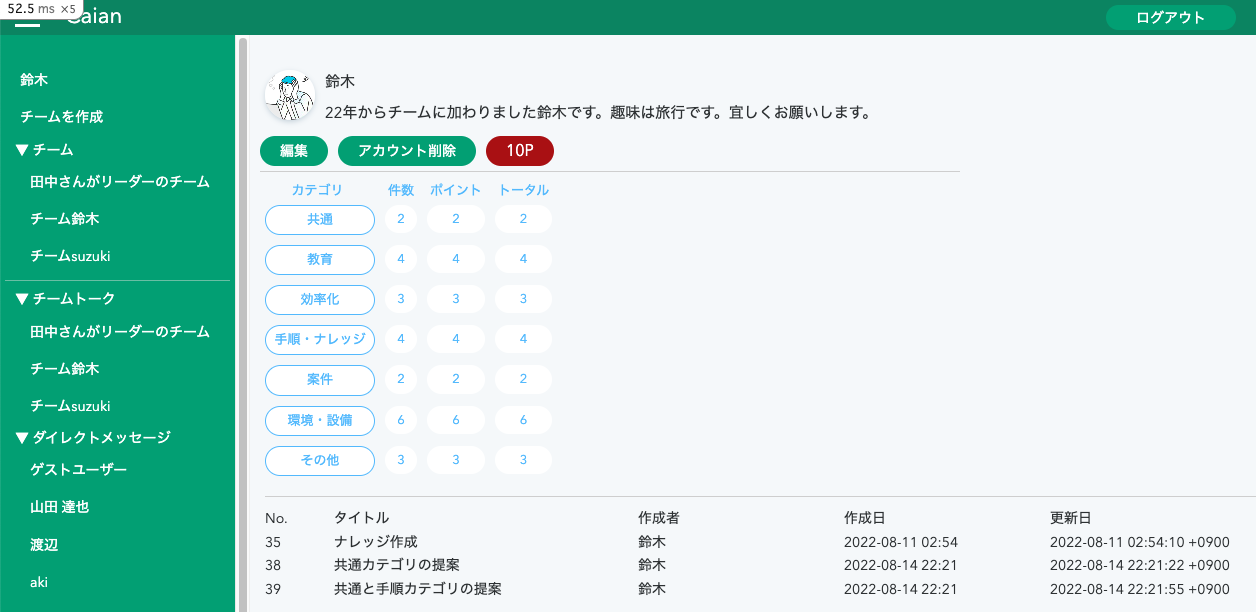 52.5 ms ×5
Gaian
ログアウト
鈴木
チームを作成
▼ チーム
田中さんがリーダーのチーム
チーム鈴木
チームsuzuki
▼ チームトーク
田中さんがリーダーのチーム
チーム鈴木
チームsuzuki
▼ ダイレクトメッセージ
ゲストユーザー
山田 達也
渡辺
aki
鈴木
22年からチームに加わりました鈴木です。趣味は旅行です。宜しくお願いします。
編集 アカウント削除 10P
カテゴリ 件数 ポイント トータル
共通 2 2 2
教育 4 4 4
効率化 3 3 3
手順・ナレッジ 4 4 4
案件 2 2 2
環境・設備 6 6 6
その他 3 3 3
No. タイトル 作成者 作成日 更新日
35 ナレッジ作成 鈴木 2022-08-11 02:54 2022-08-11 02:54:10 +0900
38 共通カテゴリの提案 鈴木 2022-08-14 22:21 2022-08-14 22:21:22 +0900
39 共通と手順カテゴリの提案 鈴木 2022-08-14 22:21 2022-08-14 22:21:55 +0900